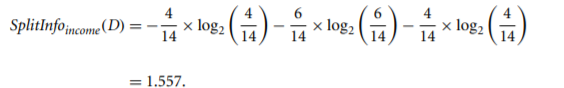 SplitInfo_income(D) = −4/14 × log₂(4/14) − 6/14 × log₂(6/14) − 4/14 × log₂(4/14)
= 1.557.